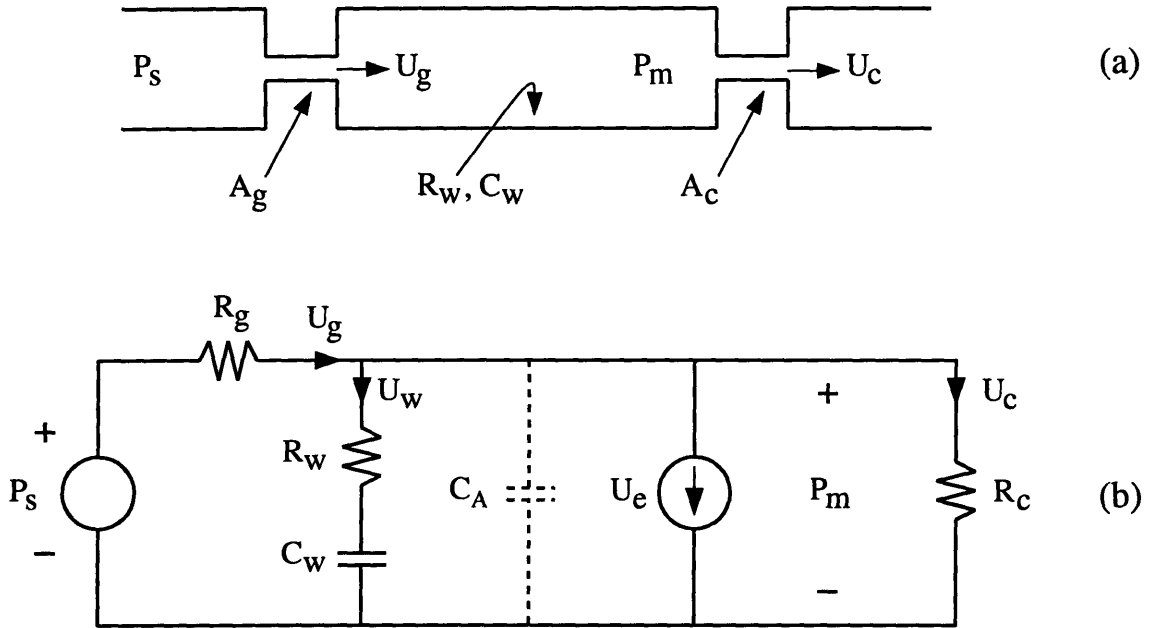 Ps
Ug
Pm
Uc
(a)
Ag
Rw, Cw
Ac
Rg
Ug
Uw
+
Uc
+
Rw
Ps
CA
Ue
Pm
Rc
(b)
−
Cw
−